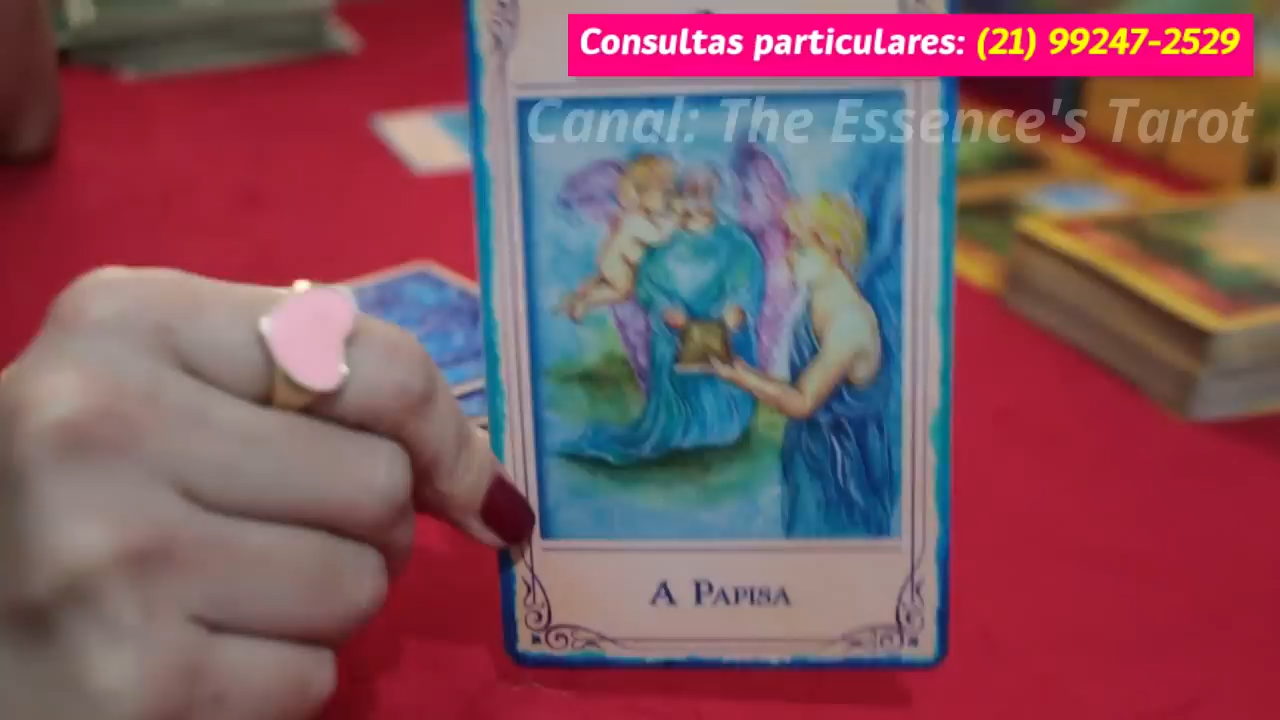 Consultas particulares: (21) 99247-2529
Canal: The Essence's Tarot
A PAPISA